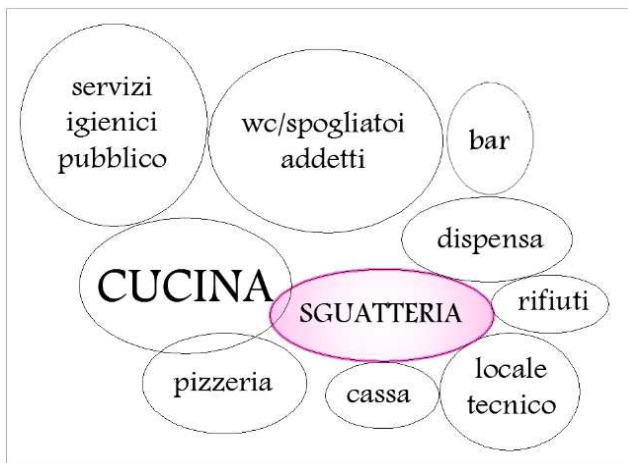 servizi
igienici
pubblico
wc/spogliatoi
addetti
bar
dispensa
CUCINA
SGUATTERIA
rifiuti
pizzeria
cassa
locale
tecnico